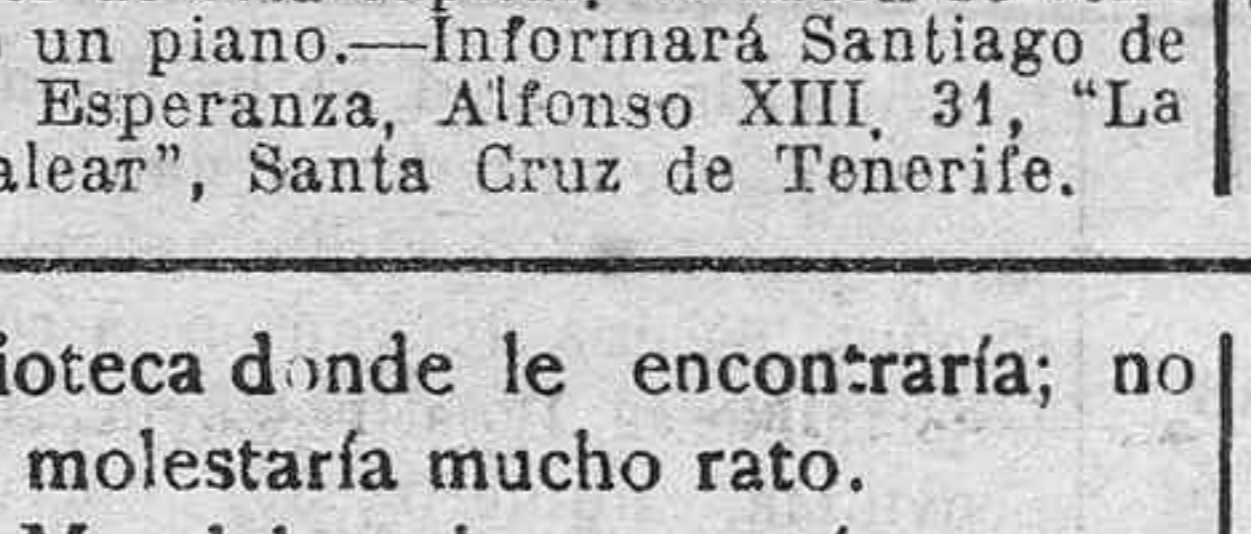 un piano.—Informará Santiago de
Esperanza, Alfonso XIII, 31, “La
alear”, Santa Cruz de Tenerife.
ioteca donde le encontraría; no
molestaría mucho rato.